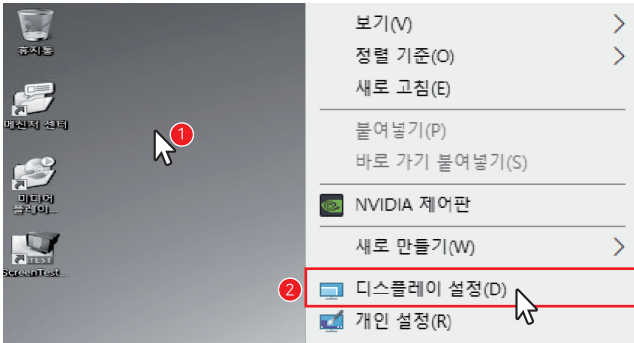 휴지통
메신저 센터
미디어
플레이...
TEST
ScreenTest...
1
보기(V)
정렬 기준(O)
새로 고침(E)
붙여넣기(P)
바로 가기 붙여넣기(S)
NVIDIA 제어판
새로 만들기(W)
2
디스플레이 설정(D)
개인 설정(R)